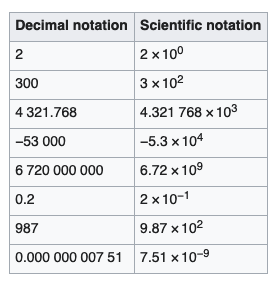 Decimal notation Scientific notation
2 2 × 10⁰
300 3 × 10²
4 321.768 4.321 768 × 10³
−53 000 −5.3 × 10⁴
6 720 000 000 6.72 × 10⁹
0.2 2 × 10⁻¹
987 9.87 × 10²
0.000 000 007 51 7.51 × 10⁻⁹